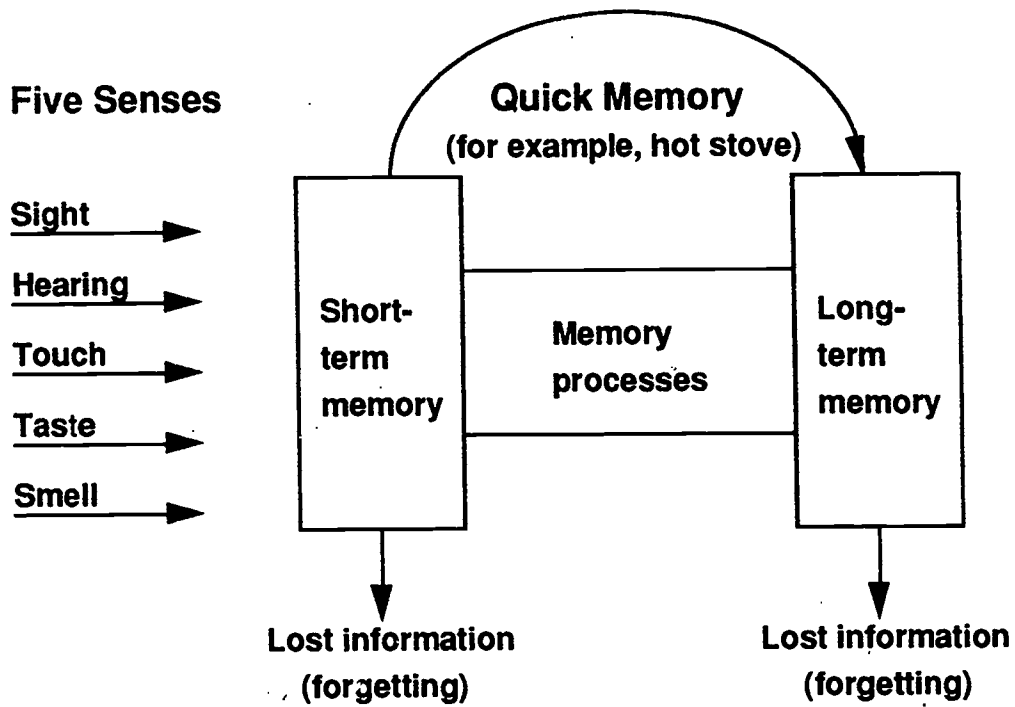 Five Senses
Quick Memory
(for example, hot stove)
Sight
Hearing
Touch
Taste
Smell
Short-
term
memory
Memory
processes
Long-
term
memory
Lost information
(forgetting)
Lost information
(forgetting)